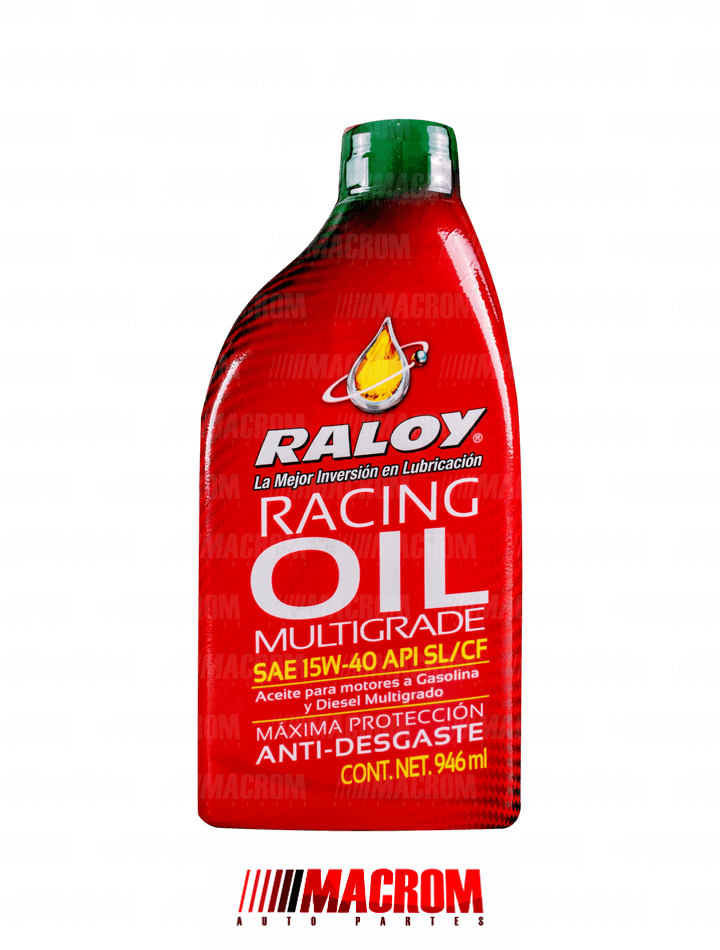 RALOY®
La Mejor Inversión en Lubricación
RACING
OIL
MULTIGRADE
SAE 15W-40 API SL/CF
Aceite para motores a Gasolina
y Diesel Multigrado
MÁXIMA PROTECCIÓN
ANTI-DESGASTE
CONT. NET. 946 ml
MACROM
AUTO PARTES